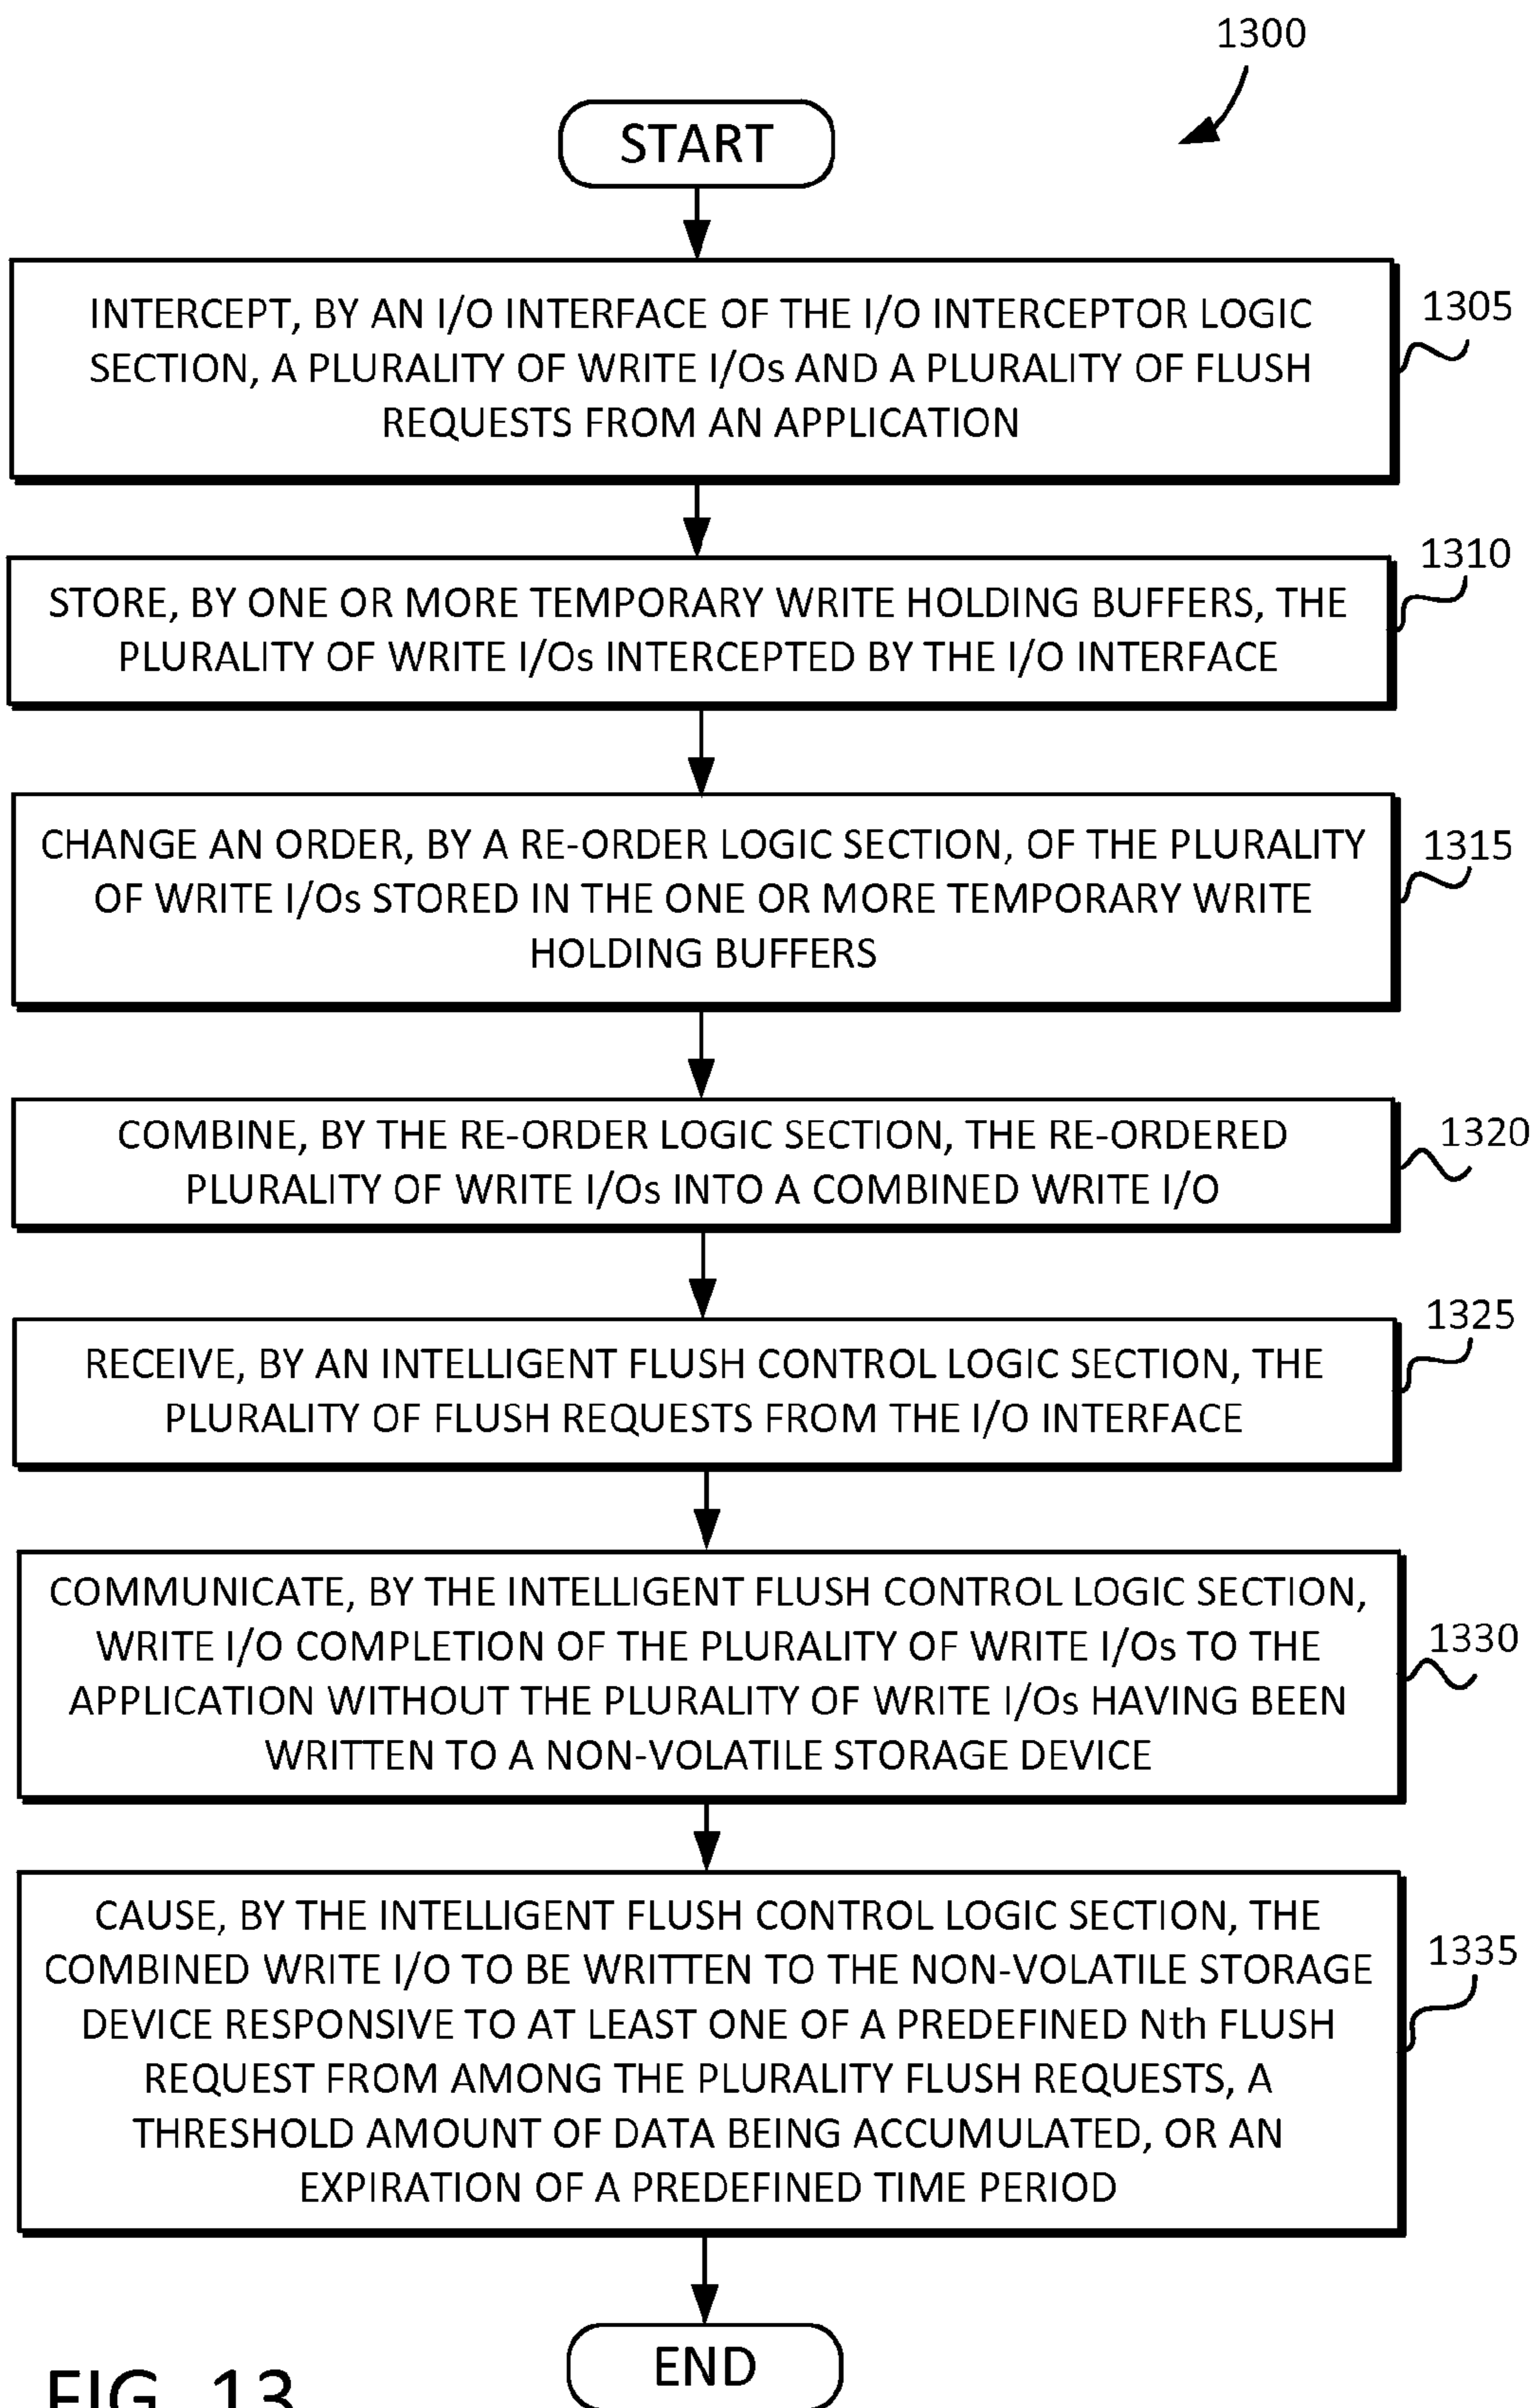 1300
START
INTERCEPT, BY AN I/O INTERFACE OF THE I/O INTERCEPTOR LOGIC
SECTION, A PLURALITY OF WRITE I/Os AND A PLURALITY OF FLUSH
REQUESTS FROM AN APPLICATION
1305
STORE, BY ONE OR MORE TEMPORARY WRITE HOLDING BUFFERS, THE
PLURALITY OF WRITE I/Os INTERCEPTED BY THE I/O INTERFACE
1310
CHANGE AN ORDER, BY A RE-ORDER LOGIC SECTION, OF THE PLURALITY
OF WRITE I/Os STORED IN THE ONE OR MORE TEMPORARY WRITE
HOLDING BUFFERS
1315
COMBINE, BY THE RE-ORDER LOGIC SECTION, THE RE-ORDERED
PLURALITY OF WRITE I/Os INTO A COMBINED WRITE I/O
1320
RECEIVE, BY AN INTELLIGENT FLUSH CONTROL LOGIC SECTION, THE
PLURALITY OF FLUSH REQUESTS FROM THE I/O INTERFACE
1325
COMMUNICATE, BY THE INTELLIGENT FLUSH CONTROL LOGIC SECTION,
WRITE I/O COMPLETION OF THE PLURALITY OF WRITE I/Os TO THE
APPLICATION WITHOUT THE PLURALITY OF WRITE I/Os HAVING BEEN
WRITTEN TO A NON-VOLATILE STORAGE DEVICE
1330
CAUSE, BY THE INTELLIGENT FLUSH CONTROL LOGIC SECTION, THE
COMBINED WRITE I/O TO BE WRITTEN TO THE NON-VOLATILE STORAGE
DEVICE RESPONSIVE TO AT LEAST ONE OF A PREDEFINED Nth FLUSH
REQUEST FROM AMONG THE PLURALITY FLUSH REQUESTS, A
THRESHOLD AMOUNT OF DATA BEING ACCUMULATED, OR AN
EXPIRATION OF A PREDEFINED TIME PERIOD
1335
END
FIG. 13